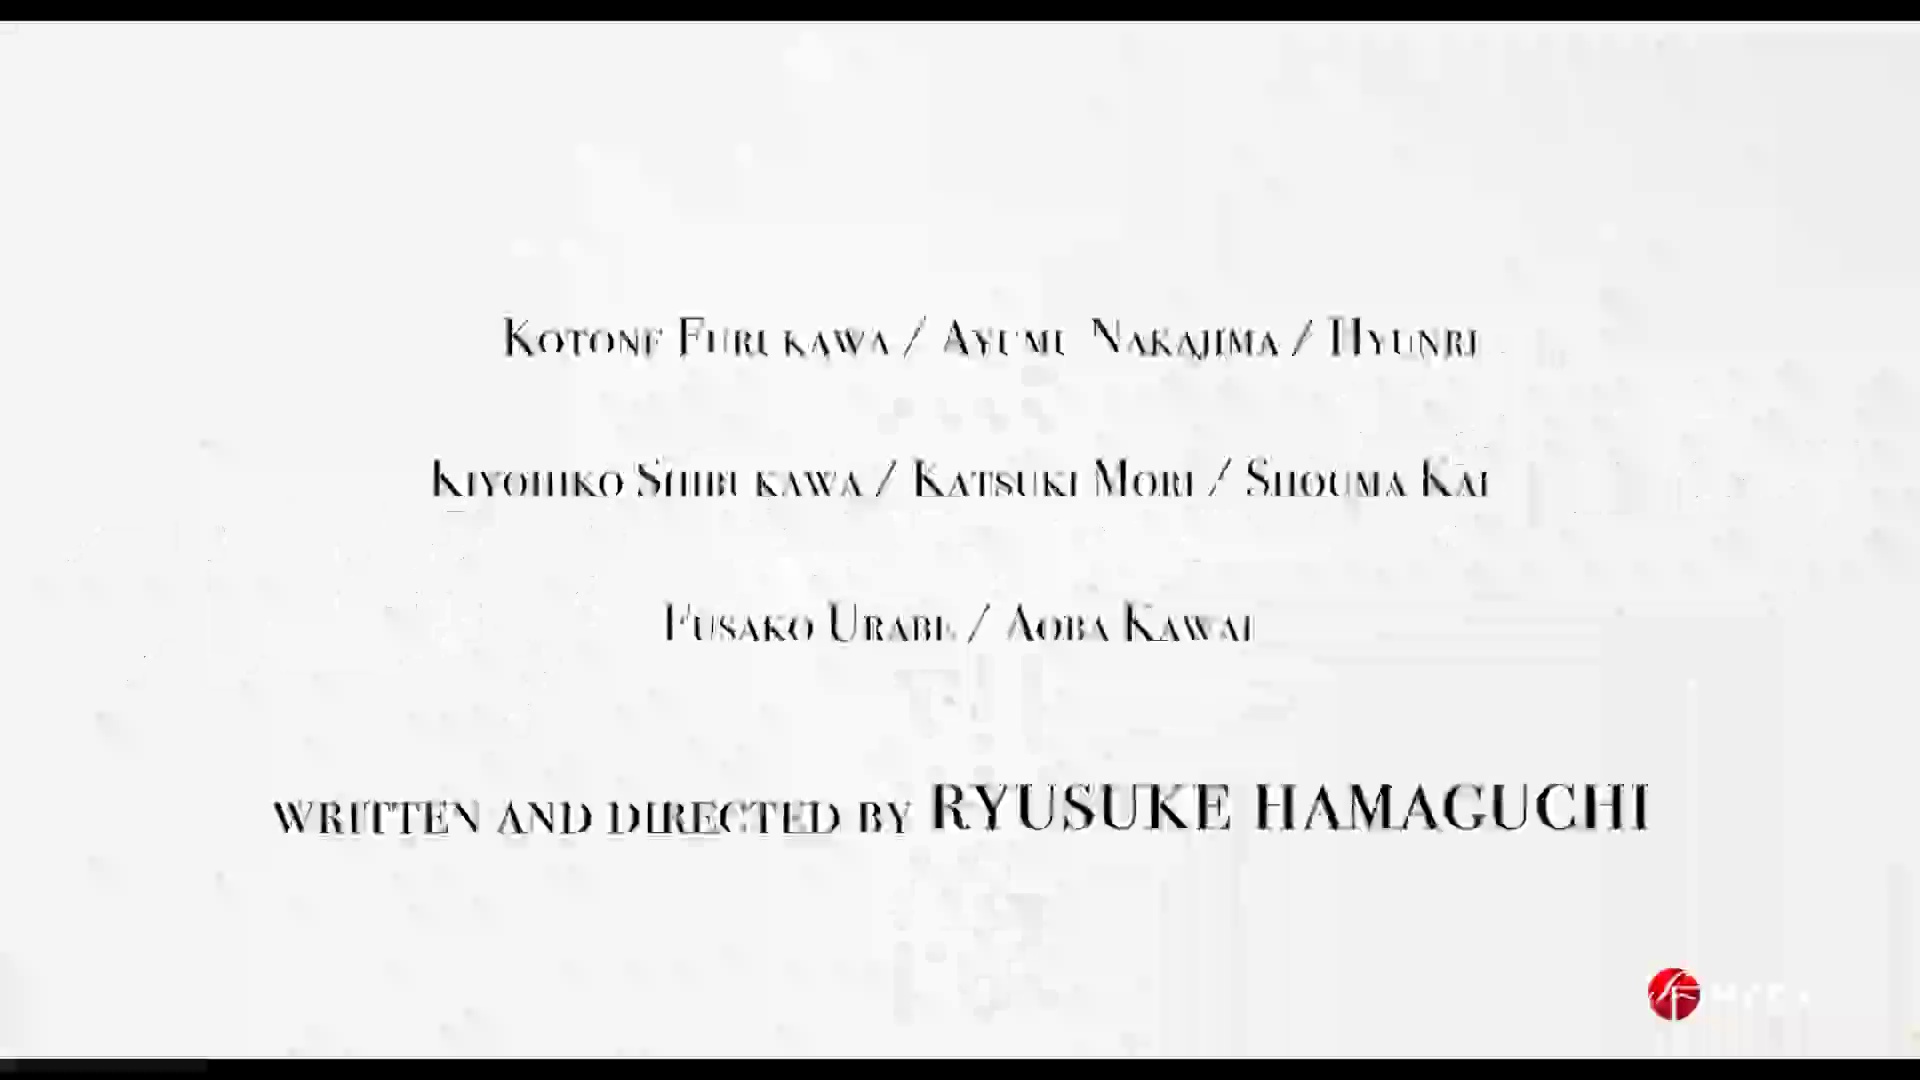 KOTONE FURUKAWA / AYUMU NAKAJIMA / HYUNRI
KIYOHIKO SHIBUKAWA / KATSUKI MORI / SHOUMA KAI
FUSAKO URABE / AOBA KAWAI
WRITTEN AND DIRECTED BY RYUSUKE HAMAGUCHI